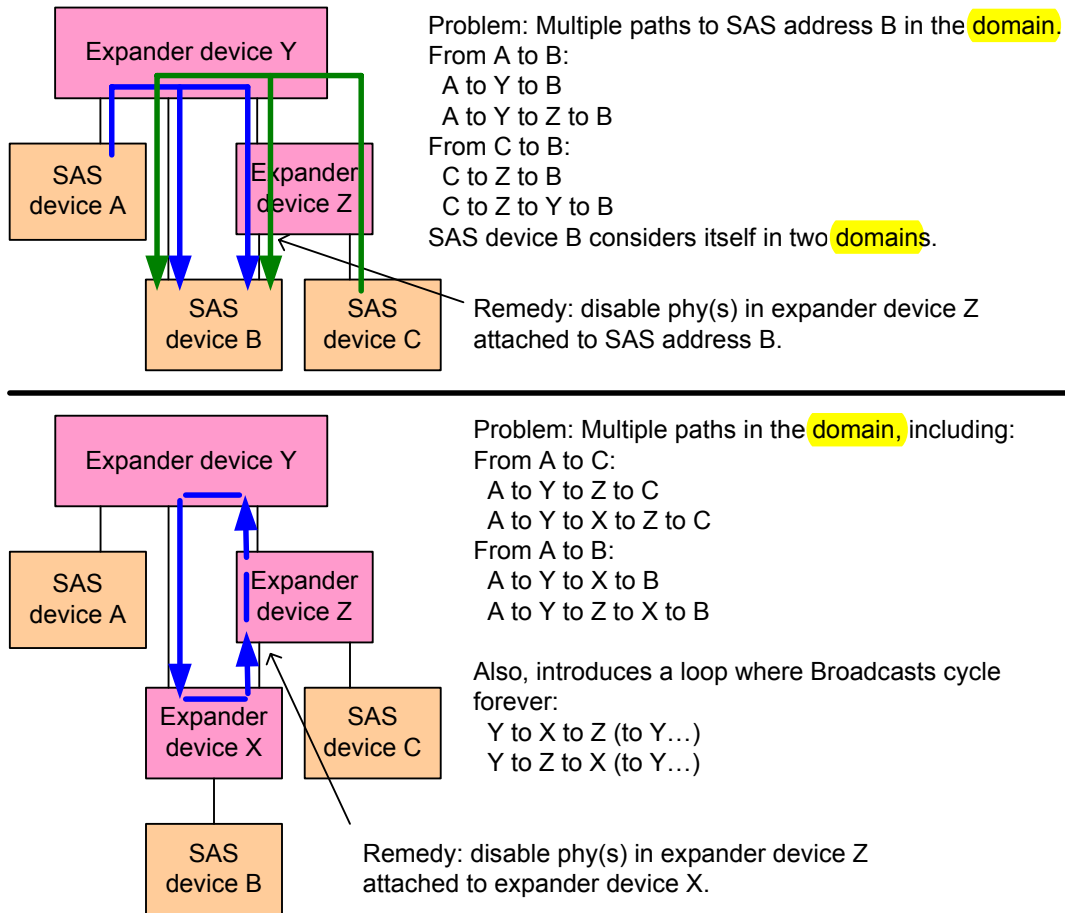 Expander device Y
SAS
device A
Expander
device Z
SAS
device B
SAS
device C
Problem: Multiple paths to SAS address B in the domain.
From A to B:
A to Y to B
A to Y to Z to B
From C to B:
C to Z to B
C to Z to Y to B
SAS device B considers itself in two domains.
Remedy: disable phy(s) in expander device Z
attached to SAS address B.
Expander device Y
SAS
device A
Expander
device Z
Expander
device X
SAS
device C
SAS
device B
Problem: Multiple paths in the domain, including:
From A to C:
A to Y to Z to C
A to Y to X to Z to C
From A to B:
A to Y to X to B
A to Y to Z to X to B
Also, introduces a loop where Broadcasts cycle
forever:
Y to X to Z (to Y…)
Y to Z to X (to Y…)
Remedy: disable phy(s) in expander device Z
attached to expander device X.